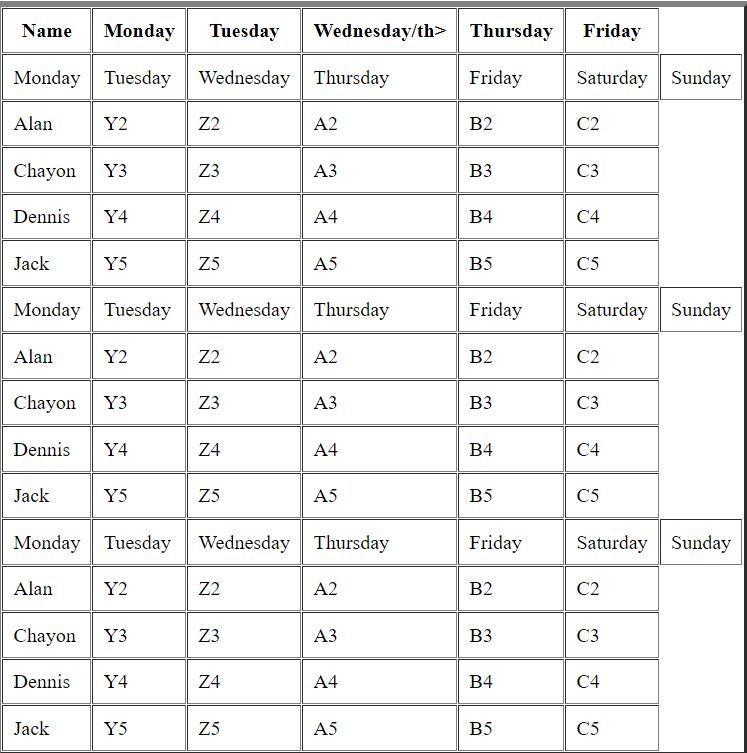 Name Monday Tuesday Wednesday/th> Thursday Friday
Monday Tuesday Wednesday Thursday Friday Saturday Sunday
Alan Y2 Z2 A2 B2 C2
Chayon Y3 Z3 A3 B3 C3
Dennis Y4 Z4 A4 B4 C4
Jack Y5 Z5 A5 B5 C5
Monday Tuesday Wednesday Thursday Friday Saturday Sunday
Alan Y2 Z2 A2 B2 C2
Chayon Y3 Z3 A3 B3 C3
Dennis Y4 Z4 A4 B4 C4
Jack Y5 Z5 A5 B5 C5
Monday Tuesday Wednesday Thursday Friday Saturday Sunday
Alan Y2 Z2 A2 B2 C2
Chayon Y3 Z3 A3 B3 C3
Dennis Y4 Z4 A4 B4 C4
Jack Y5 Z5 A5 B5 C5